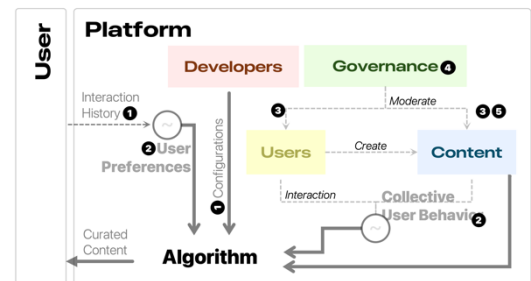 User
Platform
Developers
Governance 4
Moderate
Interaction
History 1
3
3 5
~
2 User
Preferences
1 Configurations
Users
Create
Content
Interaction
Collective
User Behavior 2
~
Curated
Content
Algorithm